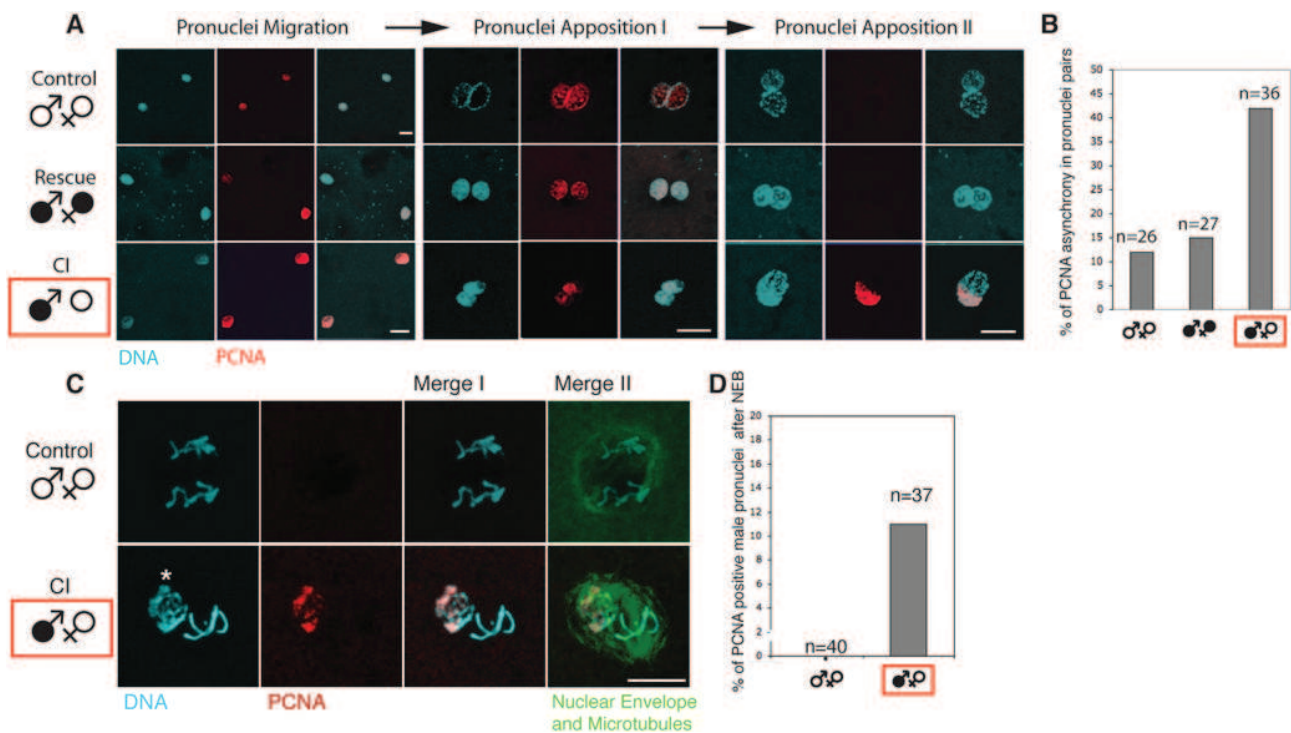 A
Pronuclei Migration
Pronuclei Apposition I
Pronuclei Apposition II
Control
Rescue
CI
DNA
PCNA
B
% of PCNA asynchrony in pronuclei pairs
50
45
40
35
30
25
20
15
10
5
0
n=26
n=27
n=36
C
Merge I
Merge II
Control
CI
*
DNA
PCNA
Nuclear Envelope
and Microtubules
D
% of PCNA positive male pronuclei after NEB
20
18
16
14
12
10
8
6
4
2
0
n=40
n=37